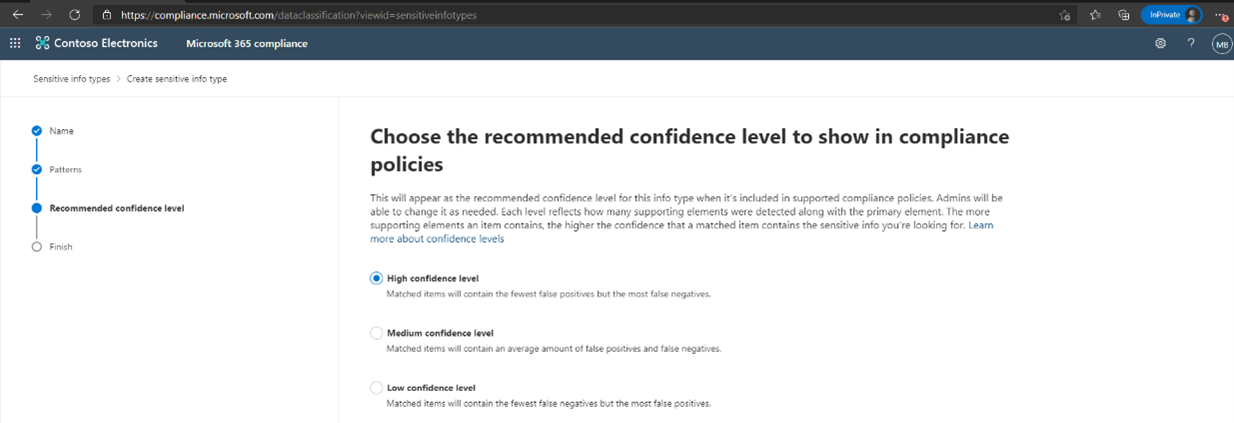 https://compliance.microsoft.com/dataclassification?viewid=sensitiveinfotypes
InPrivate
Contoso Electronics
Microsoft 365 compliance
?
MB
Sensitive info types > Create sensitive info type
Name
Patterns
Recommended confidence level
Finish
Choose the recommended confidence level to show in compliance
policies
This will appear as the recommended confidence level for this info type when it's included in supported compliance policies. Admins will be
able to change it as needed. Each level reflects how many supporting elements were detected along with the primary element. The more
supporting elements an item contains, the higher the confidence that a matched item contains the sensitive info you're looking for. Learn
more about confidence levels
High confidence level
Matched items will contain the fewest false positives but the most false negatives.
Medium confidence level
Matched items will contain an average amount of false positives and false negatives.
Low confidence level
Matched items will contain the fewest false negatives but the most false positives.